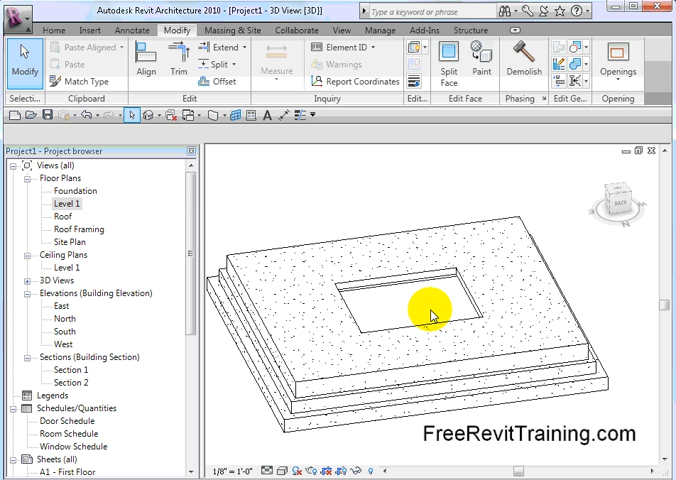 Autodesk Revit Architecture 2010 - [Project1 - 3D View: {3D}]
Type a keyword or phrase
Home Insert Annotate Modify Massing & Site Collaborate View Manage Add-Ins Structure
Modify
Paste Aligned
Paste
Match Type
Align
Trim
Extend
Split
Offset
Measure
Element ID
Warnings
Report Coordinates
Split Face
Paint
Demolish
Openings
Selecti... Clipboard Edit Inquiry Edit... Edit Face Phasing Edit Ge... Opening
Project1 - Project browser
Views (all)
Floor Plans
Foundation
Level 1
Roof
Roof Framing
Site Plan
Ceiling Plans
Level 1
3D Views
Elevations (Building Elevation)
East
North
South
West
Sections (Building Section)
Section 1
Section 2
Legends
Schedules/Quantities
Door Schedule
Room Schedule
Window Schedule
Sheets (all)
A1 - First Floor
BACK
FreeRevitTraining.com
1/8" = 1'-0"